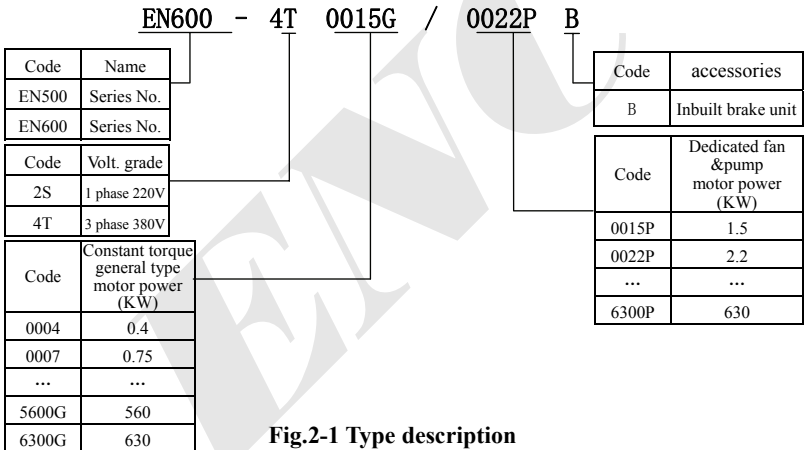 EN600 - 4T 0015G / 0022P B
Code Name
EN500 Series No.
EN600 Series No.
Code Volt. grade
2S 1 phase 220V
4T 3 phase 380V
Code Constant torque
general type
motor power
(KW)
0004 0.4
0007 0.75
... ...
5600G 560
6300G 630
Code accessories
B Inbuilt brake unit
Code Dedicated fan
&pump
motor power
(KW)
0015P 1.5
0022P 2.2
... ...
6300P 630
Fig.2-1 Type description
ENC